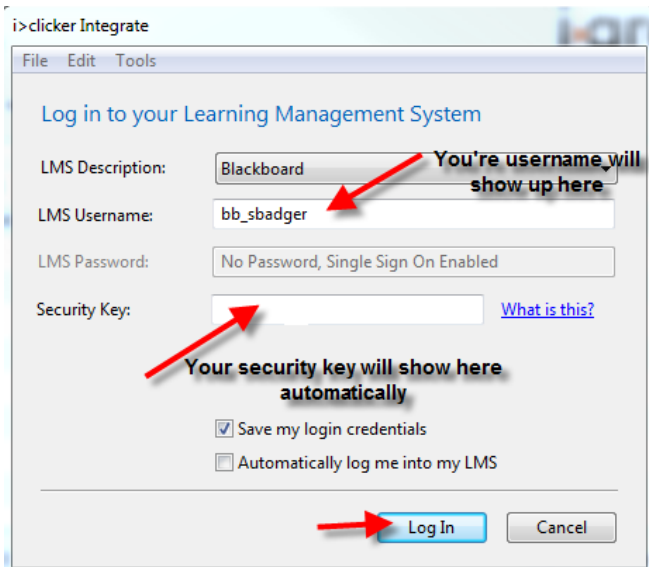 i>clicker Integrate
File Edit Tools
Log in to your Learning Management System
LMS Description: Blackboard
You're username will
show up here
LMS Username: bb_sbadger
LMS Password: No Password, Single Sign On Enabled
Security Key: What is this?
Your security key will show here
automatically
Save my login credentials
Automatically log me into my LMS
Log In Cancel